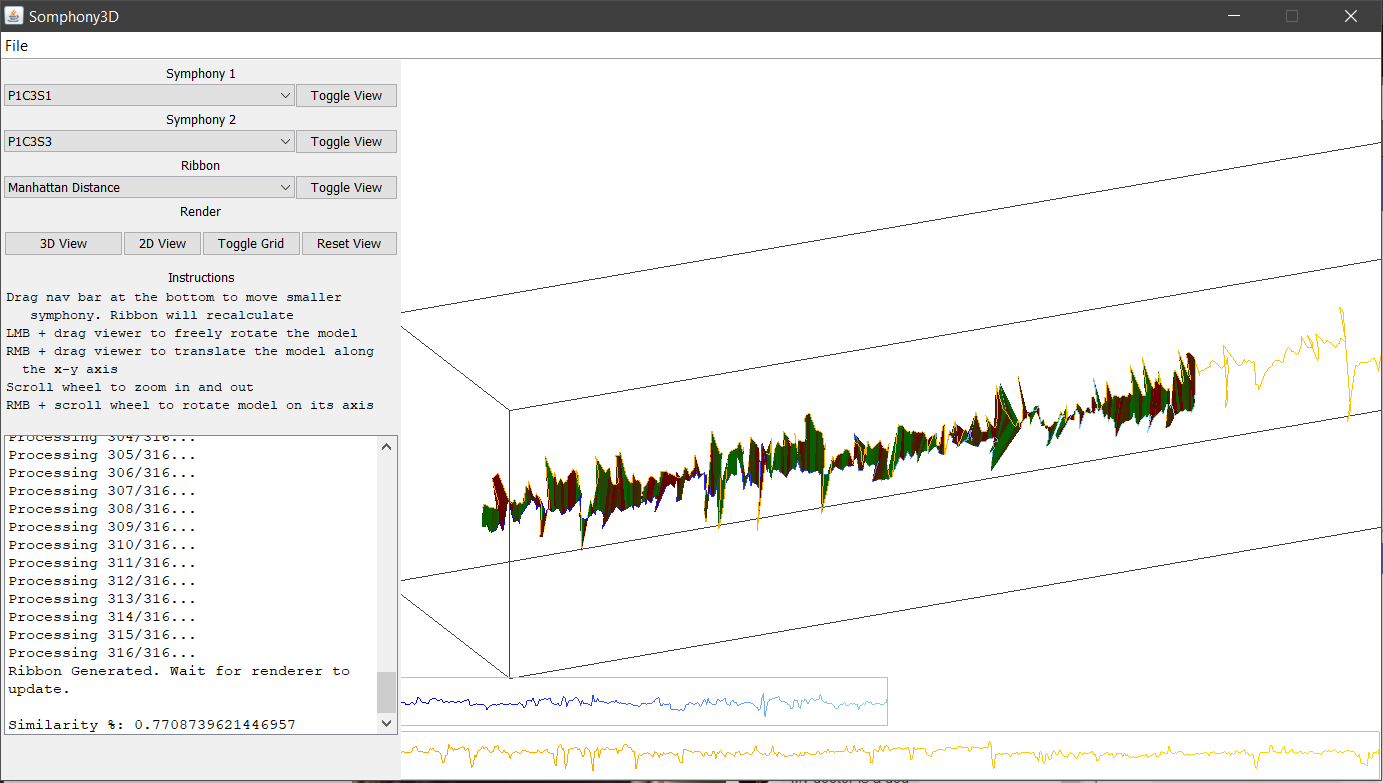 Somphony3D
File
Symphony 1
P1C3S1
Toggle View
Symphony 2
P1C3S3
Toggle View
Ribbon
Manhattan Distance
Toggle View
Render
3D View
2D View
Toggle Grid
Reset View
Instructions
Drag nav bar at the bottom to move smaller
symphony. Ribbon will recalculate
LMB + drag viewer to freely rotate the model
RMB + drag viewer to translate the model along
the x-y axis
Scroll wheel to zoom in and out
RMB + scroll wheel to rotate model on its axis
Processing 304/316...
Processing 305/316...
Processing 306/316...
Processing 307/316...
Processing 308/316...
Processing 309/316...
Processing 310/316...
Processing 311/316...
Processing 312/316...
Processing 313/316...
Processing 314/316...
Processing 315/316...
Processing 316/316...
Ribbon Generated. Wait for renderer to
update.
Similarity %: 0.7708739621446957